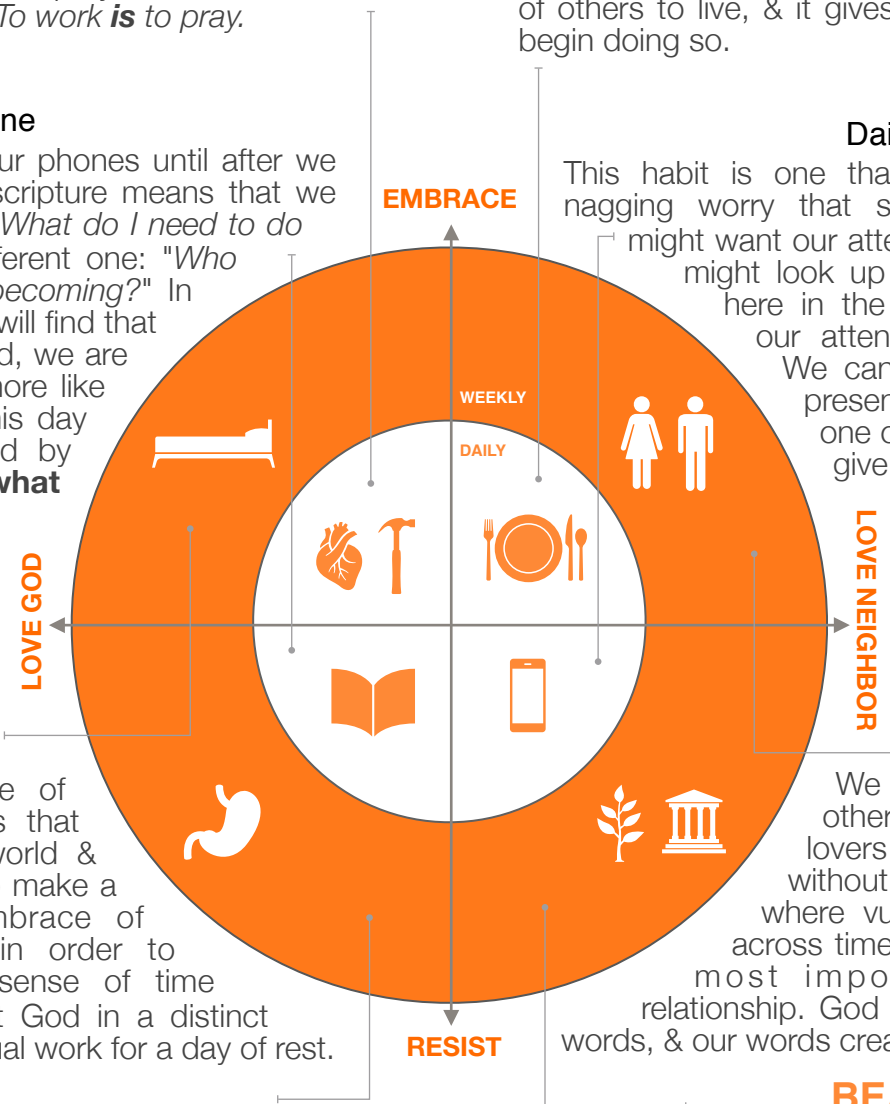 To work is to pray.
of others to live, & it gives
begin doing so.
ne
ur phones until after we
scripture means that we
What do I need to do
ferent one: "Who
becoming?" In
will find that
d, we are
nore like
his day
d by
what
EMBRACE
Dai
This habit is one tha
nagging worry that s
might want our atte
might look up
here in the
our atten
We can
presen
one o
give
WEEKLY
DAILY
LOVE GOD
LOVE NEIGHBOR
e of
s that
world &
make a
mbrace of
in order to
sense of time
t God in a distinct
ual work for a day of rest.
RESIST
We
other
lovers
without
where vu
across time
most impo
relationship. God
words, & our words crea